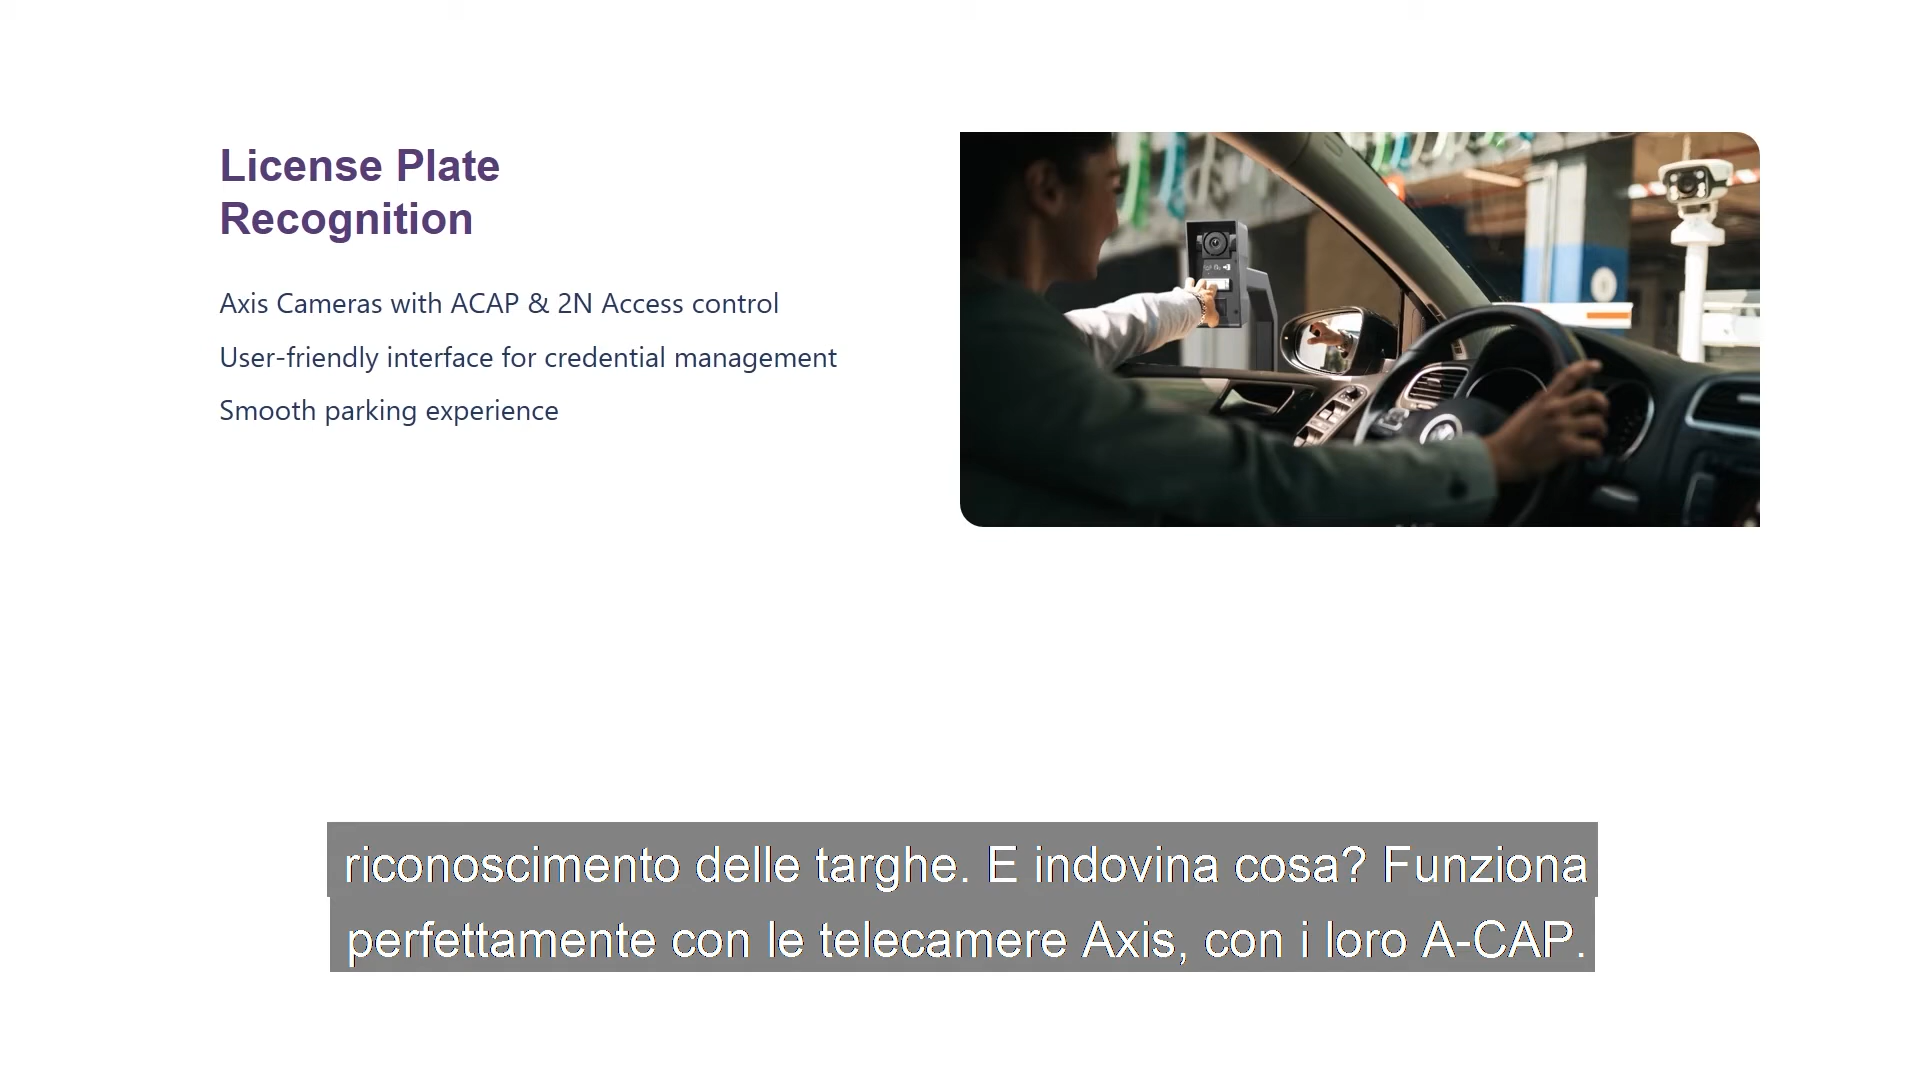 License Plate
Recognition
Axis Cameras with ACAP & 2N Access control
User-friendly interface for credential management
Smooth parking experience
riconoscimento delle targhe. E indovina cosa? Funziona
perfettamente con le telecamere Axis, con i loro A-CAP.